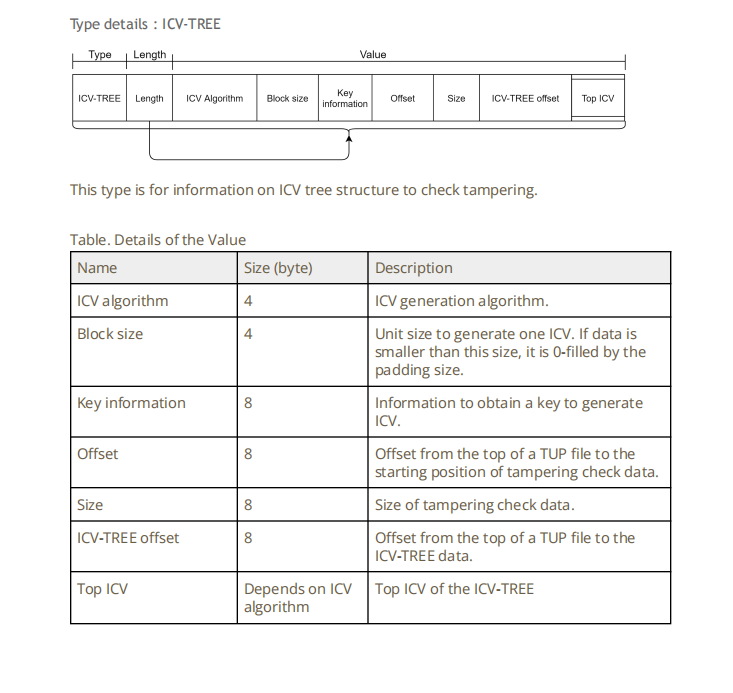 Type details : ICV-TREE
Type Length Value
ICV-TREE Length ICV Algorithm Block size Key information Offset Size ICV-TREE offset Top ICV
This type is for information on ICV tree structure to check tampering.
Table. Details of the Value
Name Size (byte) Description
ICV algorithm 4 ICV generation algorithm.
Block size 4 Unit size to generate one ICV. If data is
smaller than this size, it is 0-filled by the
padding size.
Key information 8 Information to obtain a key to generate
ICV.
Offset 8 Offset from the top of a TUP file to the
starting position of tampering check data.
Size 8 Size of tampering check data.
ICV-TREE offset 8 Offset from the top of a TUP file to the
ICV-TREE data.
Top ICV Depends on ICV Top ICV of the ICV-TREE
algorithm